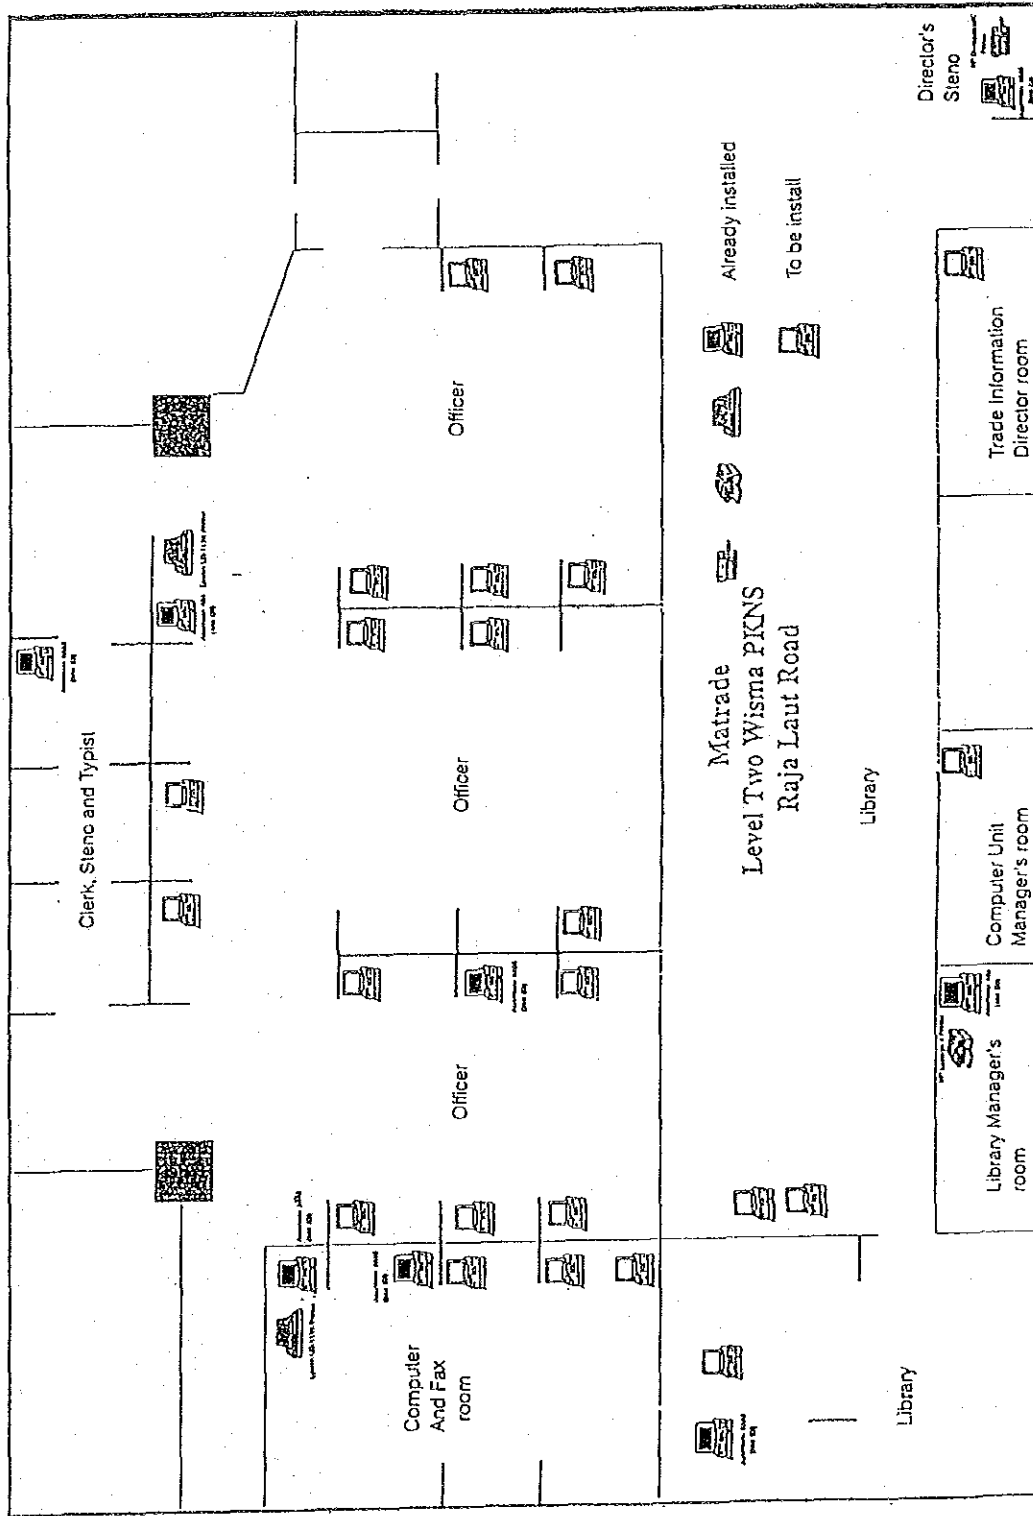 Clerk, Steno and Typist
Director's
Steno
Officer
Officer
Officer
Computer
And Fax
room
Already installed
To be install
Matrade
Level Two Wisma PKNS
Raja Laut Road
Library
Library
Library Manager's
room
Computer Unit
Manager's room
Trade Information
Director room